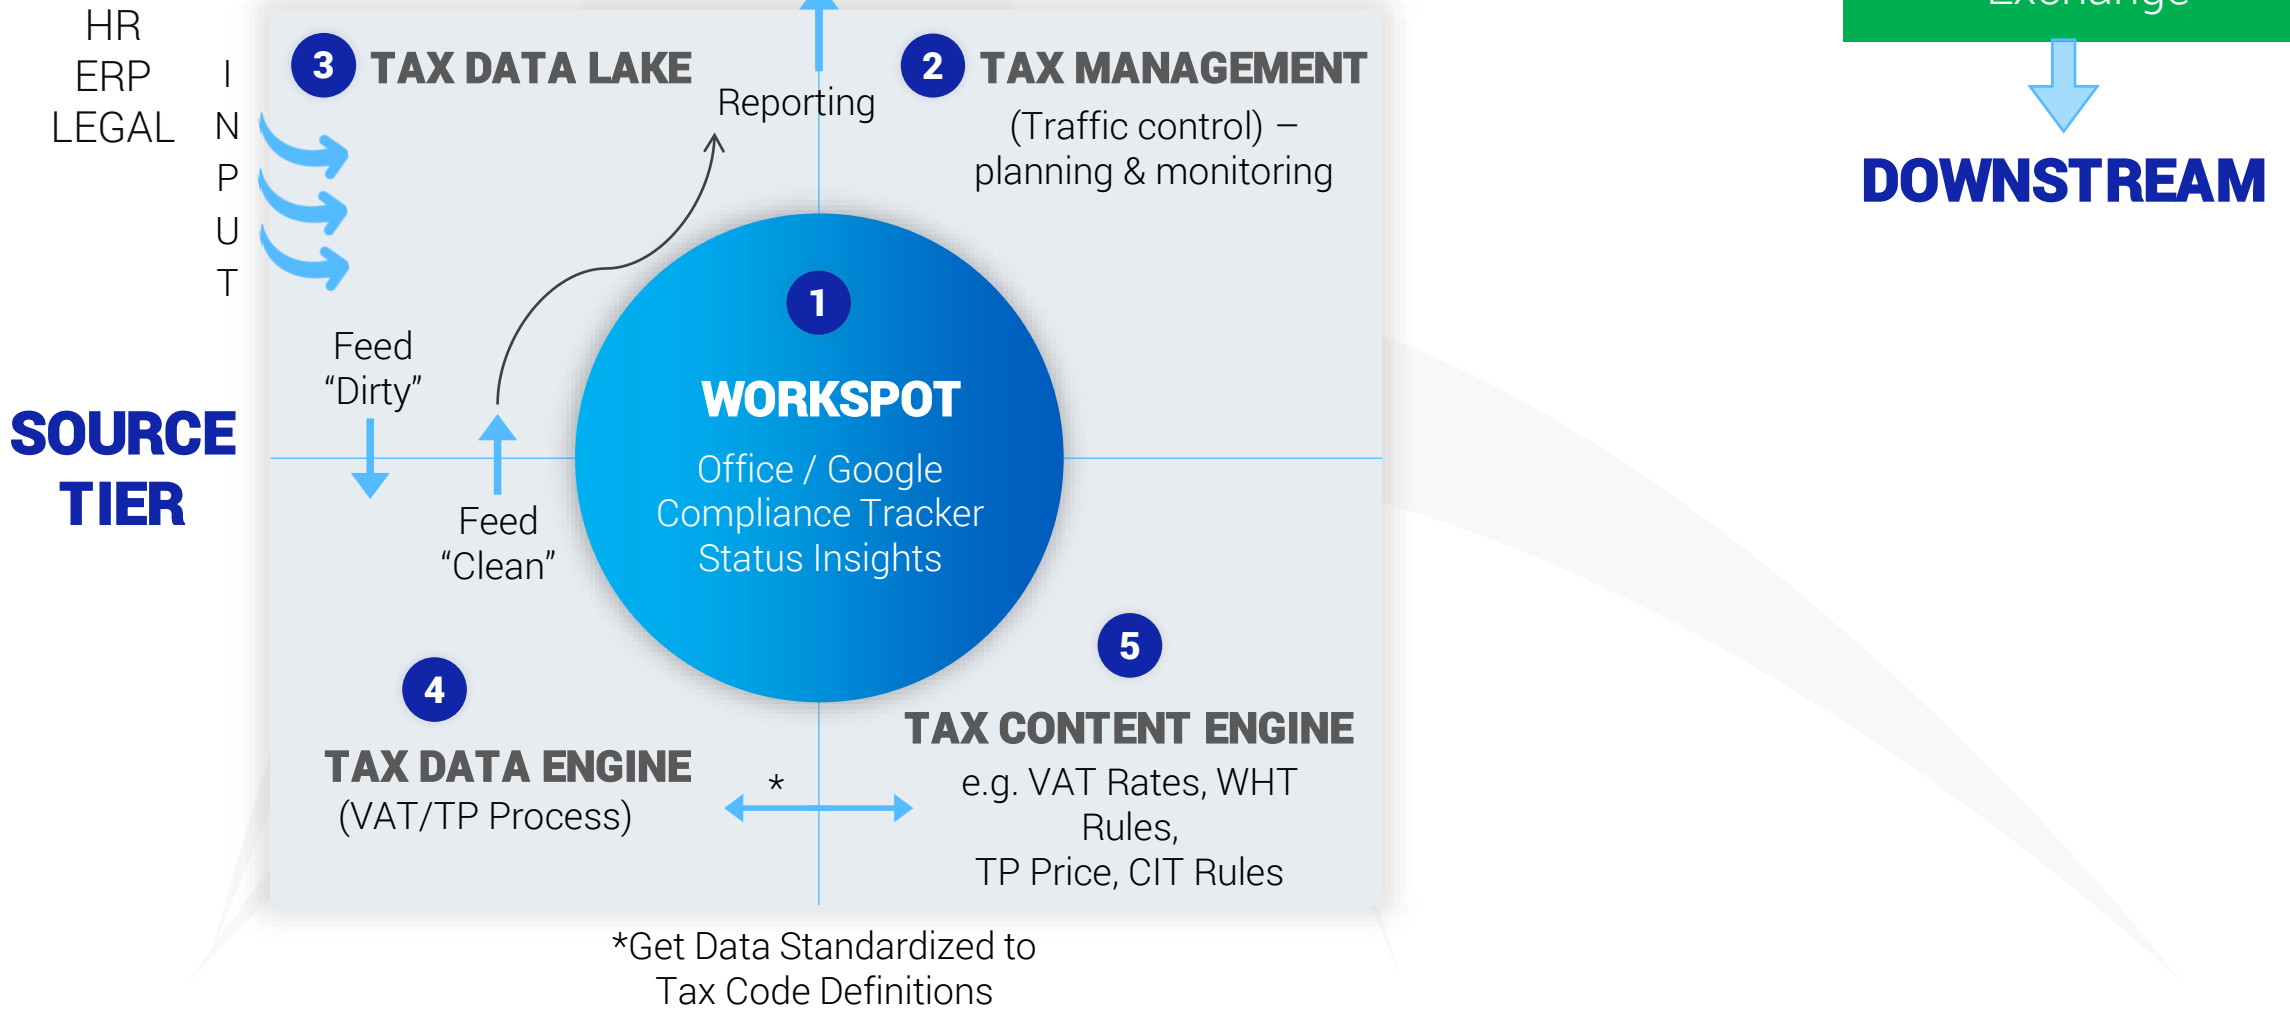 HR
ERP
LEGAL
I
N
P
U
T
SOURCE
TIER
3
TAX DATA LAKE
Reporting
2
TAX MANAGEMENT
(Traffic control) –
planning & monitoring
Feed
“Dirty”
Feed
“Clean”
1
WORKSPOT
Office / Google
Compliance Tracker
Status Insights
4
TAX DATA ENGINE
(VAT/TP Process)
*
5
TAX CONTENT ENGINE
e.g. VAT Rates, WHT
Rules,
TP Price, CIT Rules
*Get Data Standardized to
Tax Code Definitions
Exchange
DOWNSTREAM